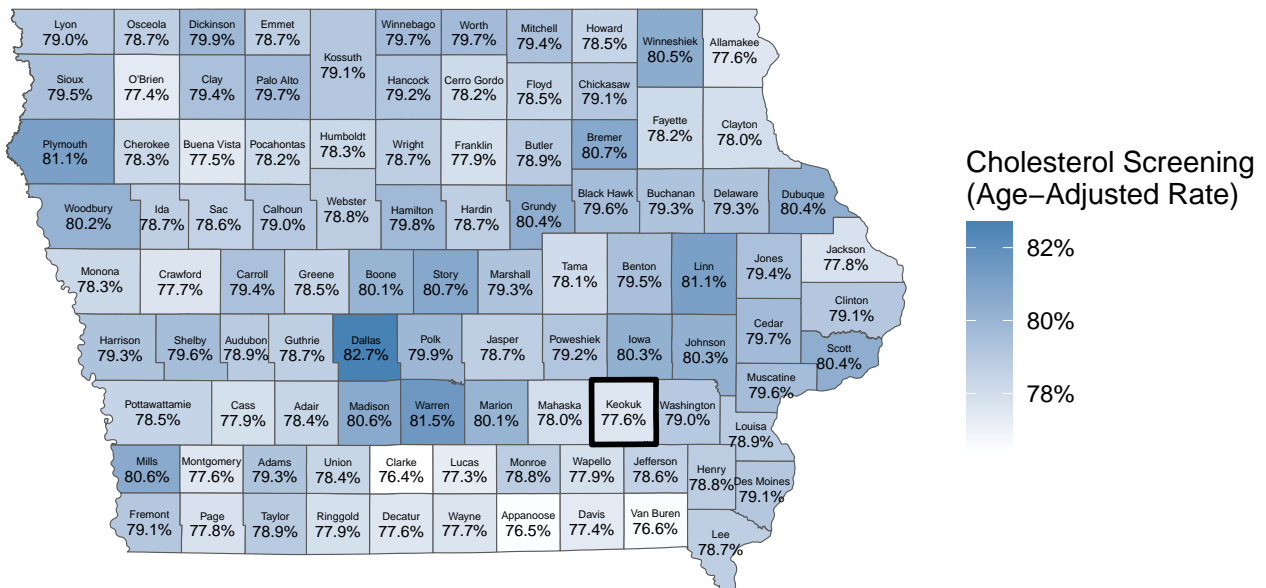 Lyon
79.0%
Osceola
78.7%
Dickinson
79.9%
Emmet
78.7%
Kossuth
79.1%
Winnebago
79.7%
Worth
79.7%
Mitchell
79.4%
Howard
78.5%
Winneshiek
80.5%
Allamakee
77.6%
Sioux
79.5%
O'Brien
77.4%
Clay
79.4%
Palo Alto
79.7%
Hancock
79.2%
Cerro Gordo
78.2%
Floyd
78.5%
Chickasaw
79.1%
Fayette
78.2%
Clayton
78.0%
Plymouth
81.1%
Cherokee
78.3%
Buena Vista
77.5%
Pocahontas
78.2%
Humboldt
78.3%
Wright
78.7%
Franklin
77.9%
Butler
78.9%
Bremer
80.7%
Woodbury
80.2%
Ida
78.7%
Sac
78.6%
Calhoun
79.0%
Webster
78.8%
Hamilton
79.8%
Hardin
78.7%
Grundy
80.4%
Black Hawk
79.6%
Buchanan
79.3%
Delaware
79.3%
Dubuque
80.4%
Monona
78.3%
Crawford
77.7%
Carroll
79.4%
Greene
78.5%
Boone
80.1%
Story
80.7%
Marshall
79.3%
Tama
78.1%
Benton
79.5%
Linn
81.1%
Jones
79.4%
Jackson
77.8%
Clinton
79.1%
Harrison
79.3%
Shelby
79.6%
Audubon
78.9%
Guthrie
78.7%
Dallas
82.7%
Polk
79.9%
Jasper
78.7%
Poweshiek
79.2%
Iowa
80.3%
Johnson
80.3%
Cedar
79.7%
Scott
80.4%
Muscatine
79.6%
Pottawattamie
78.5%
Cass
77.9%
Adair
78.4%
Madison
80.6%
Warren
81.5%
Marion
80.1%
Mahaska
78.0%
Keokuk
77.6%
Washington
79.0%
Louisa
78.9%
Mills
80.6%
Montgomery
77.6%
Adams
79.3%
Union
78.4%
Clarke
76.4%
Lucas
77.3%
Monroe
78.8%
Wapello
77.9%
Jefferson
78.6%
Henry
78.8%
Des Moines
79.1%
Fremont
79.1%
Page
77.8%
Taylor
78.9%
Ringgold
77.9%
Decatur
77.6%
Wayne
77.7%
Appanoose
76.5%
Davis
77.4%
Van Buren
76.6%
Lee
78.7%
Cholesterol Screening
(Age−Adjusted Rate)
82%
80%
78%